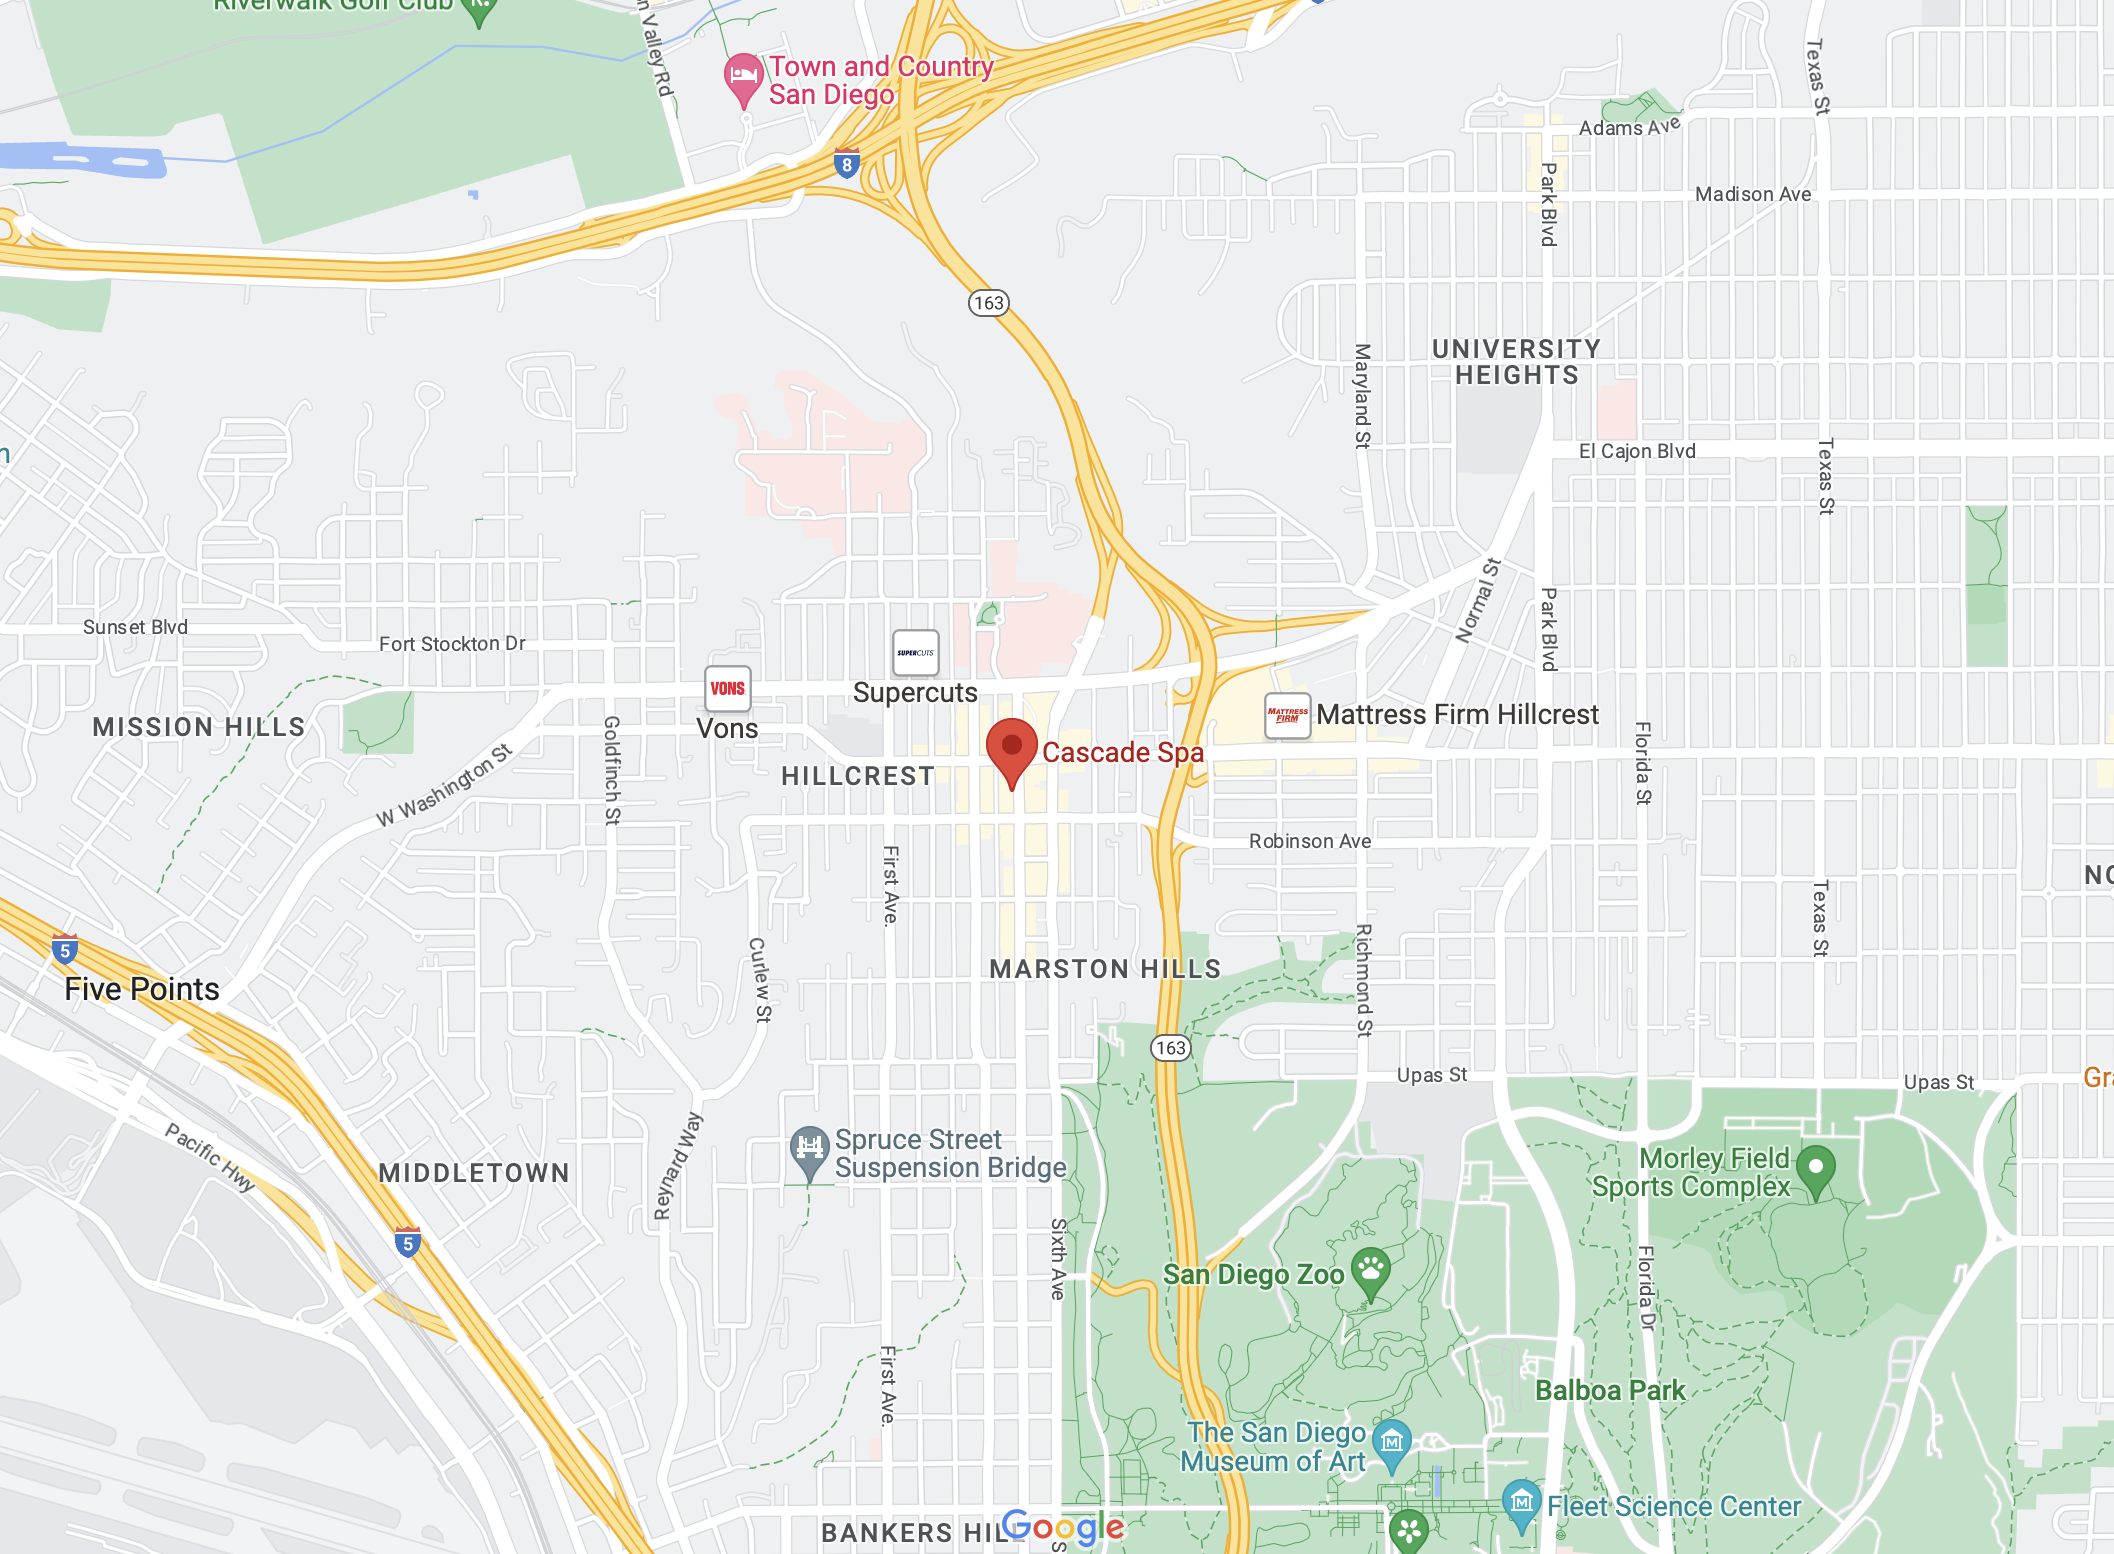 Riverwalk Golf Club
Valley Rd
Town and Country
San Diego
8
Texas St
Adams Ave
Park Blvd
Madison Ave
163
UNIVERSITY
HEIGHTS
Maryland St
El Cajon Blvd
Texas St
Normal St
Park Blvd
Sunset Blvd
Fort Stockton Dr
SUPERCUTS
Supercuts
VONS
Vons
MATTRESS
FIRM
Mattress Firm Hillcrest
MISSION HILLS
Goldfinch St
W Washington St
Cascade Spa
HILLCREST
Florida St
Robinson Ave
First Ave.
Texas St
5
Five Points
Curlew St
MARSTON HILLS
Richmond St
163
Upas St
Upas St
Pacific Hwy
MIDDLETOWN
Reynard Way
Spruce Street
Suspension Bridge
Morley Field
Sports Complex
5
Sixth Ave
San Diego Zoo
Florida Dr
First Ave.
Balboa Park
The San Diego
Museum of Art
Fleet Science Center
BANKERS HIL
Google